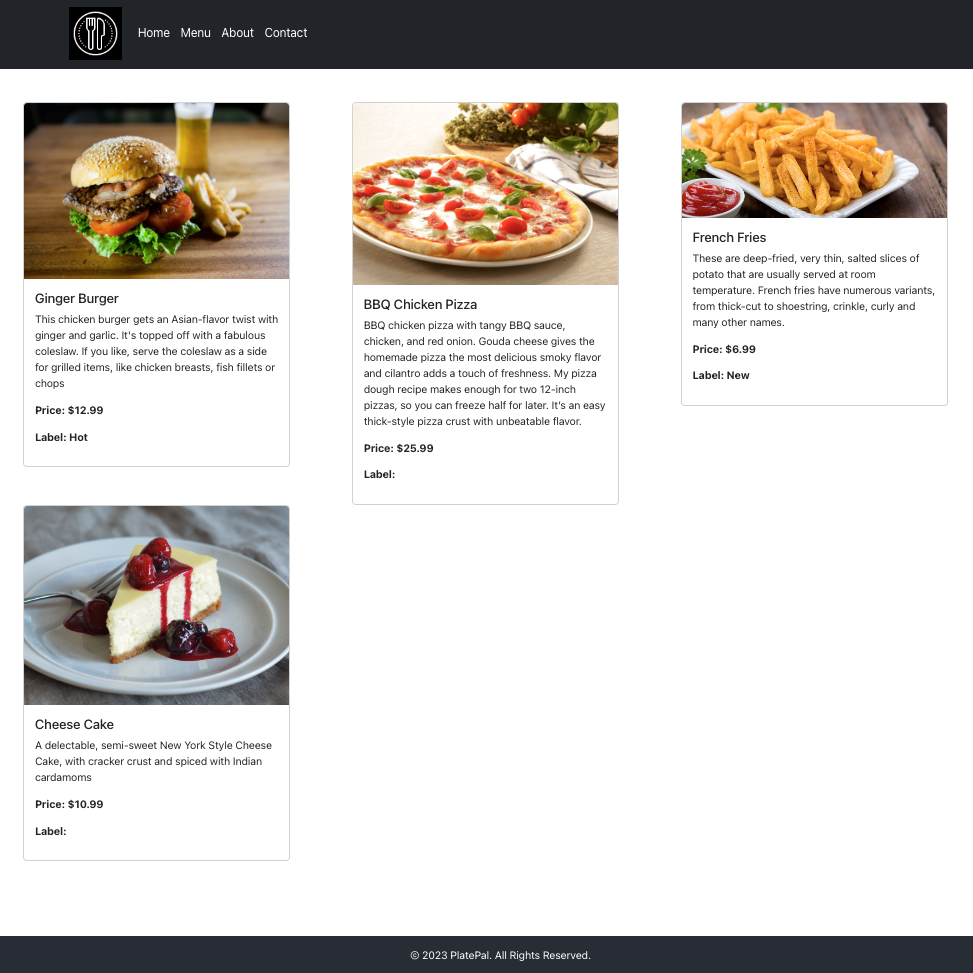 Home Menu About Contact
Ginger Burger
This chicken burger gets an Asian-flavor twist with
ginger and garlic. It's topped off with a fabulous
coleslaw. If you like, serve the coleslaw as a side
for grilled items, like chicken breasts, fish fillets or
chops
Price: $12.99
Label: Hot
BBQ Chicken Pizza
BBQ chicken pizza with tangy BBQ sauce,
chicken, and red onion. Gouda cheese gives the
homemade pizza the most delicious smoky flavor
and cilantro adds a touch of freshness. My pizza
dough recipe makes enough for two 12-inch
pizzas, so you can freeze half for later. It's an easy
thick-style pizza crust with unbeatable flavor.
Price: $25.99
Label:
French Fries
These are deep-fried, very thin, salted slices of
potato that are usually served at room
temperature. French fries have numerous variants,
from thick-cut to shoestring, crinkle, curly and
many other names.
Price: $6.99
Label: New
Cheese Cake
A delectable, semi-sweet New York Style Cheese
Cake, with cracker crust and spiced with Indian
cardamoms
Price: $10.99
Label:
© 2023 PlatePal. All Rights Reserved.